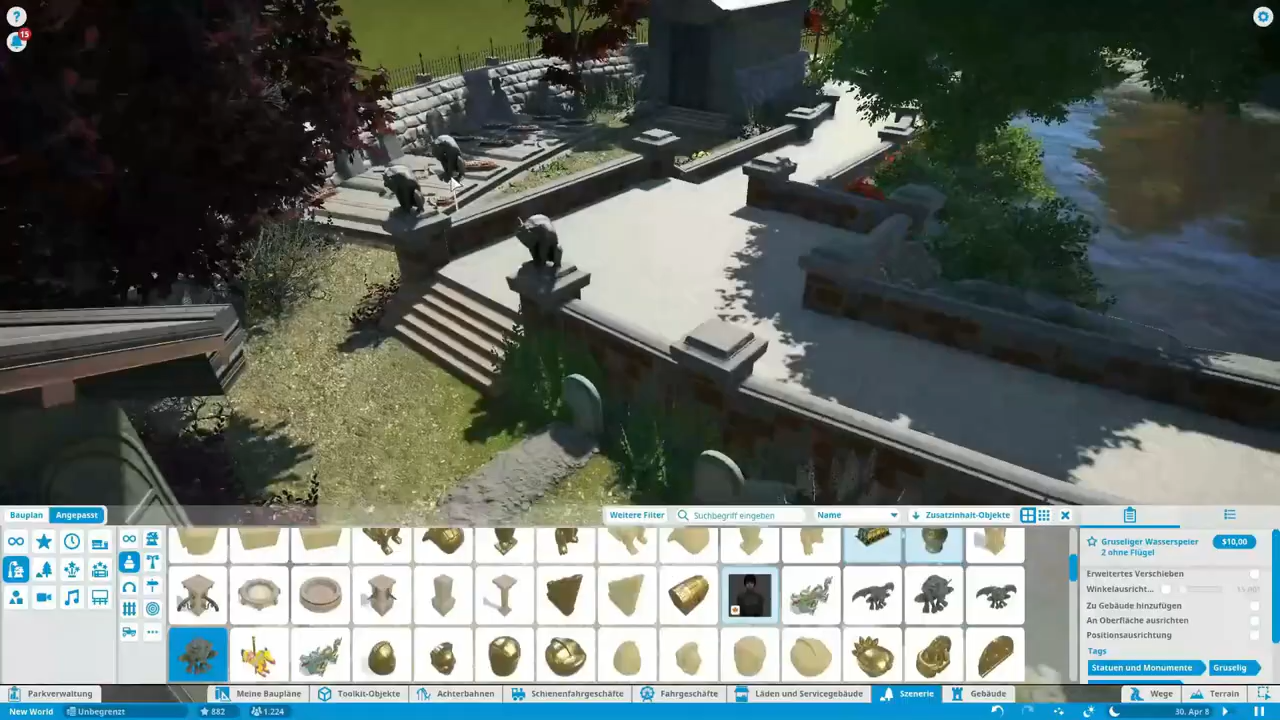 15
Bauplan Angepasst Weitere Filter Suchbegriff eingeben Name Zusatzinhalt-Objekte
Gruseliger Wasserspeier
2 ohne Flügel
$10,00
Erweitertes Verschieben
Winkelausricht...
Zu Gebäude hinzufügen
An Oberfläche ausrichten
Positionsausrichtung
Tags
Statuen und Monumente Gruselig
Parkverwaltung Meine Baupläne Toolkit-Objekte Achterbahnen Schienenfahrgeschäfte Fahrgeschäfte Läden und Servicegebäude Szenerie Gebäude Wege Terrain
New World Unbegrenzt 882 1.224 30. Apr 8